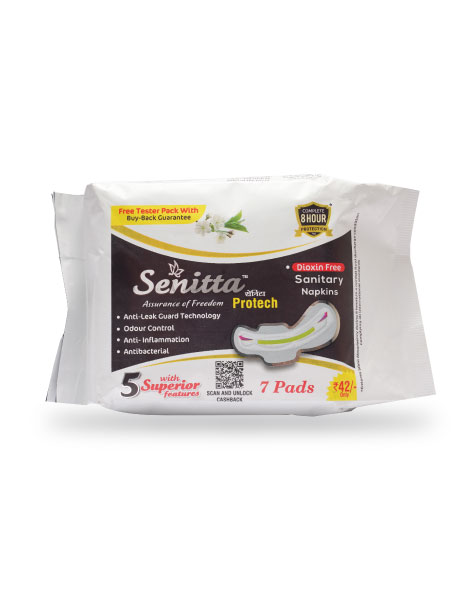 Free Tester Pack With
Buy-Back Guarantee
COMPLETE
8 HOUR
PROTECTION
Senitta™
सेनिटा
Assurance of Freedom
Protech
• Dioxin Free
Sanitary
Napkins
• Anti-Leak Guard Technology
• Odour Control
• Anti- Inflammation
• Antibacterial
5 with Superior features
SCAN AND UNLOCK
CASHBACK
7 Pads
₹42/-
Only